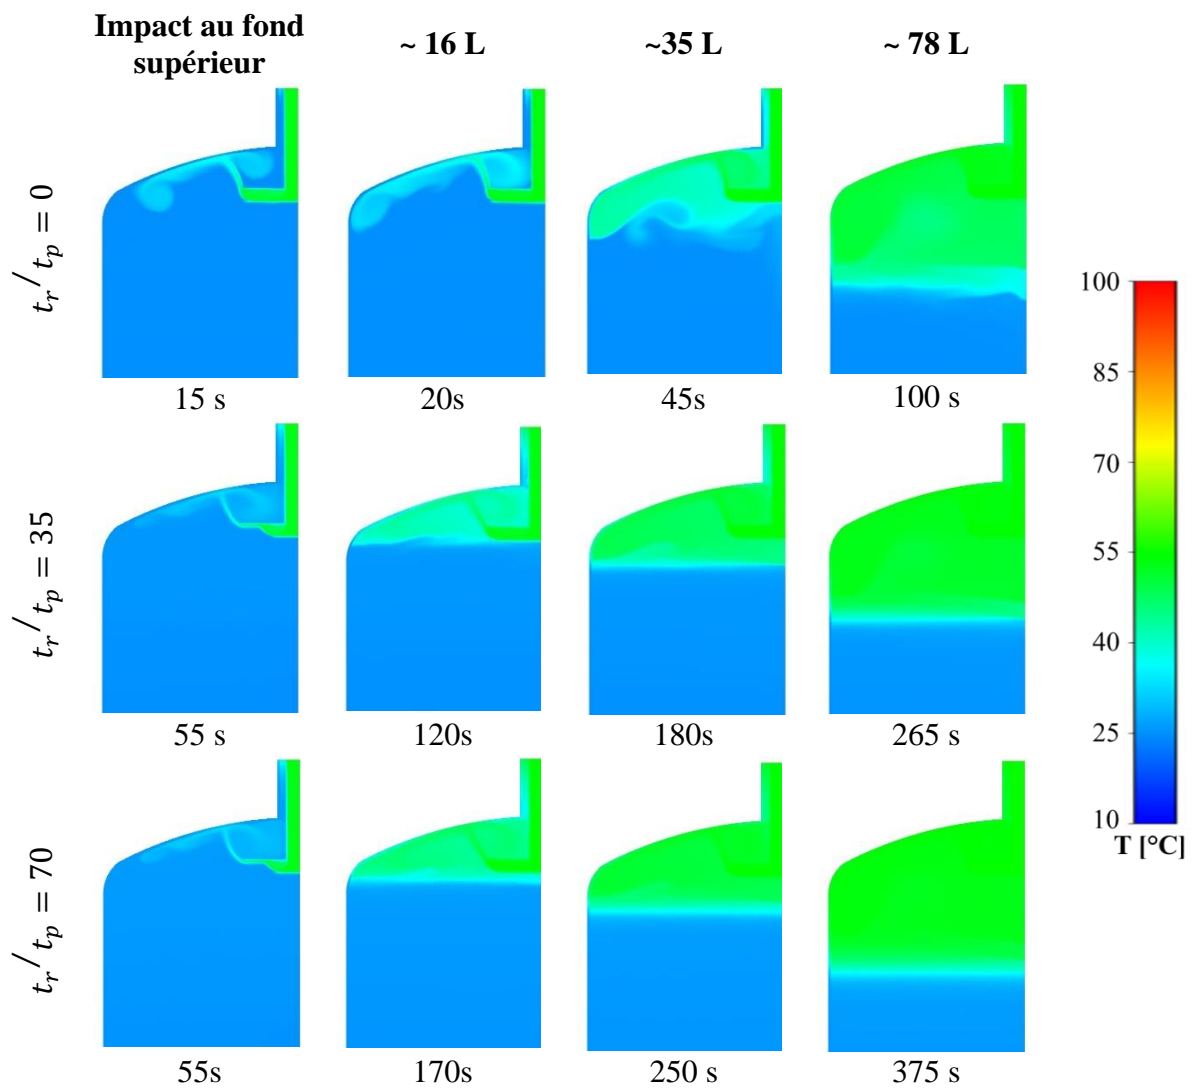 Impact au fond
supérieur
~ 16 L
~35 L
~ 78 L
t_r / t_p = 0
15 s
20s
45s
100 s
t_r / t_p = 35
55 s
120s
180s
265 s
t_r / t_p = 70
55s
170s
250 s
375 s
100
85
70
55
40
25
10
T [°C]